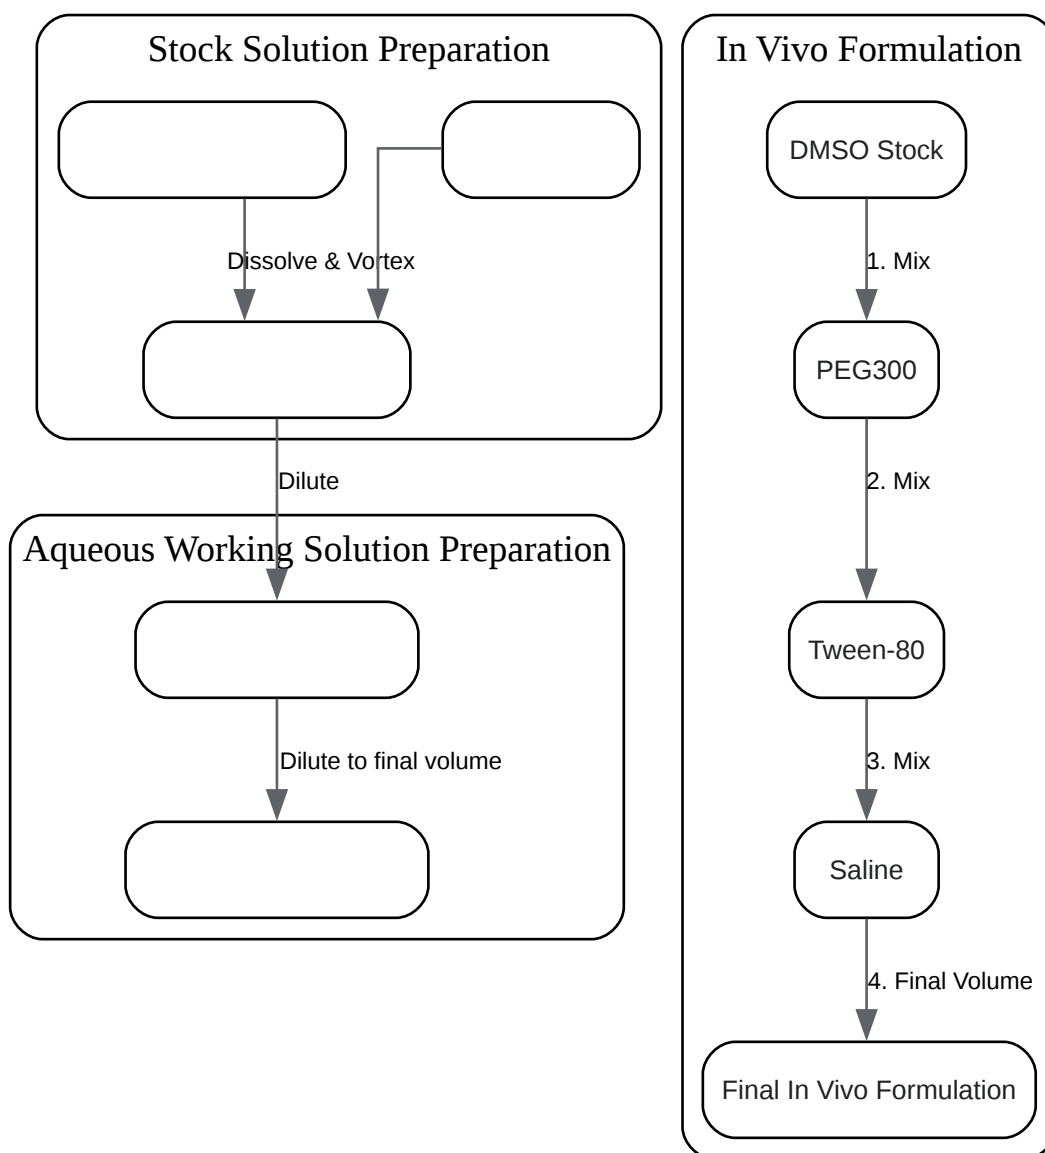 Stock Solution Preparation
Dissolve & Vortex
Dilute
Aqueous Working Solution Preparation
Dilute to final volume
In Vivo Formulation
DMSO Stock
1. Mix
PEG300
2. Mix
Tween-80
3. Mix
Saline
4. Final Volume
Final In Vivo Formulation